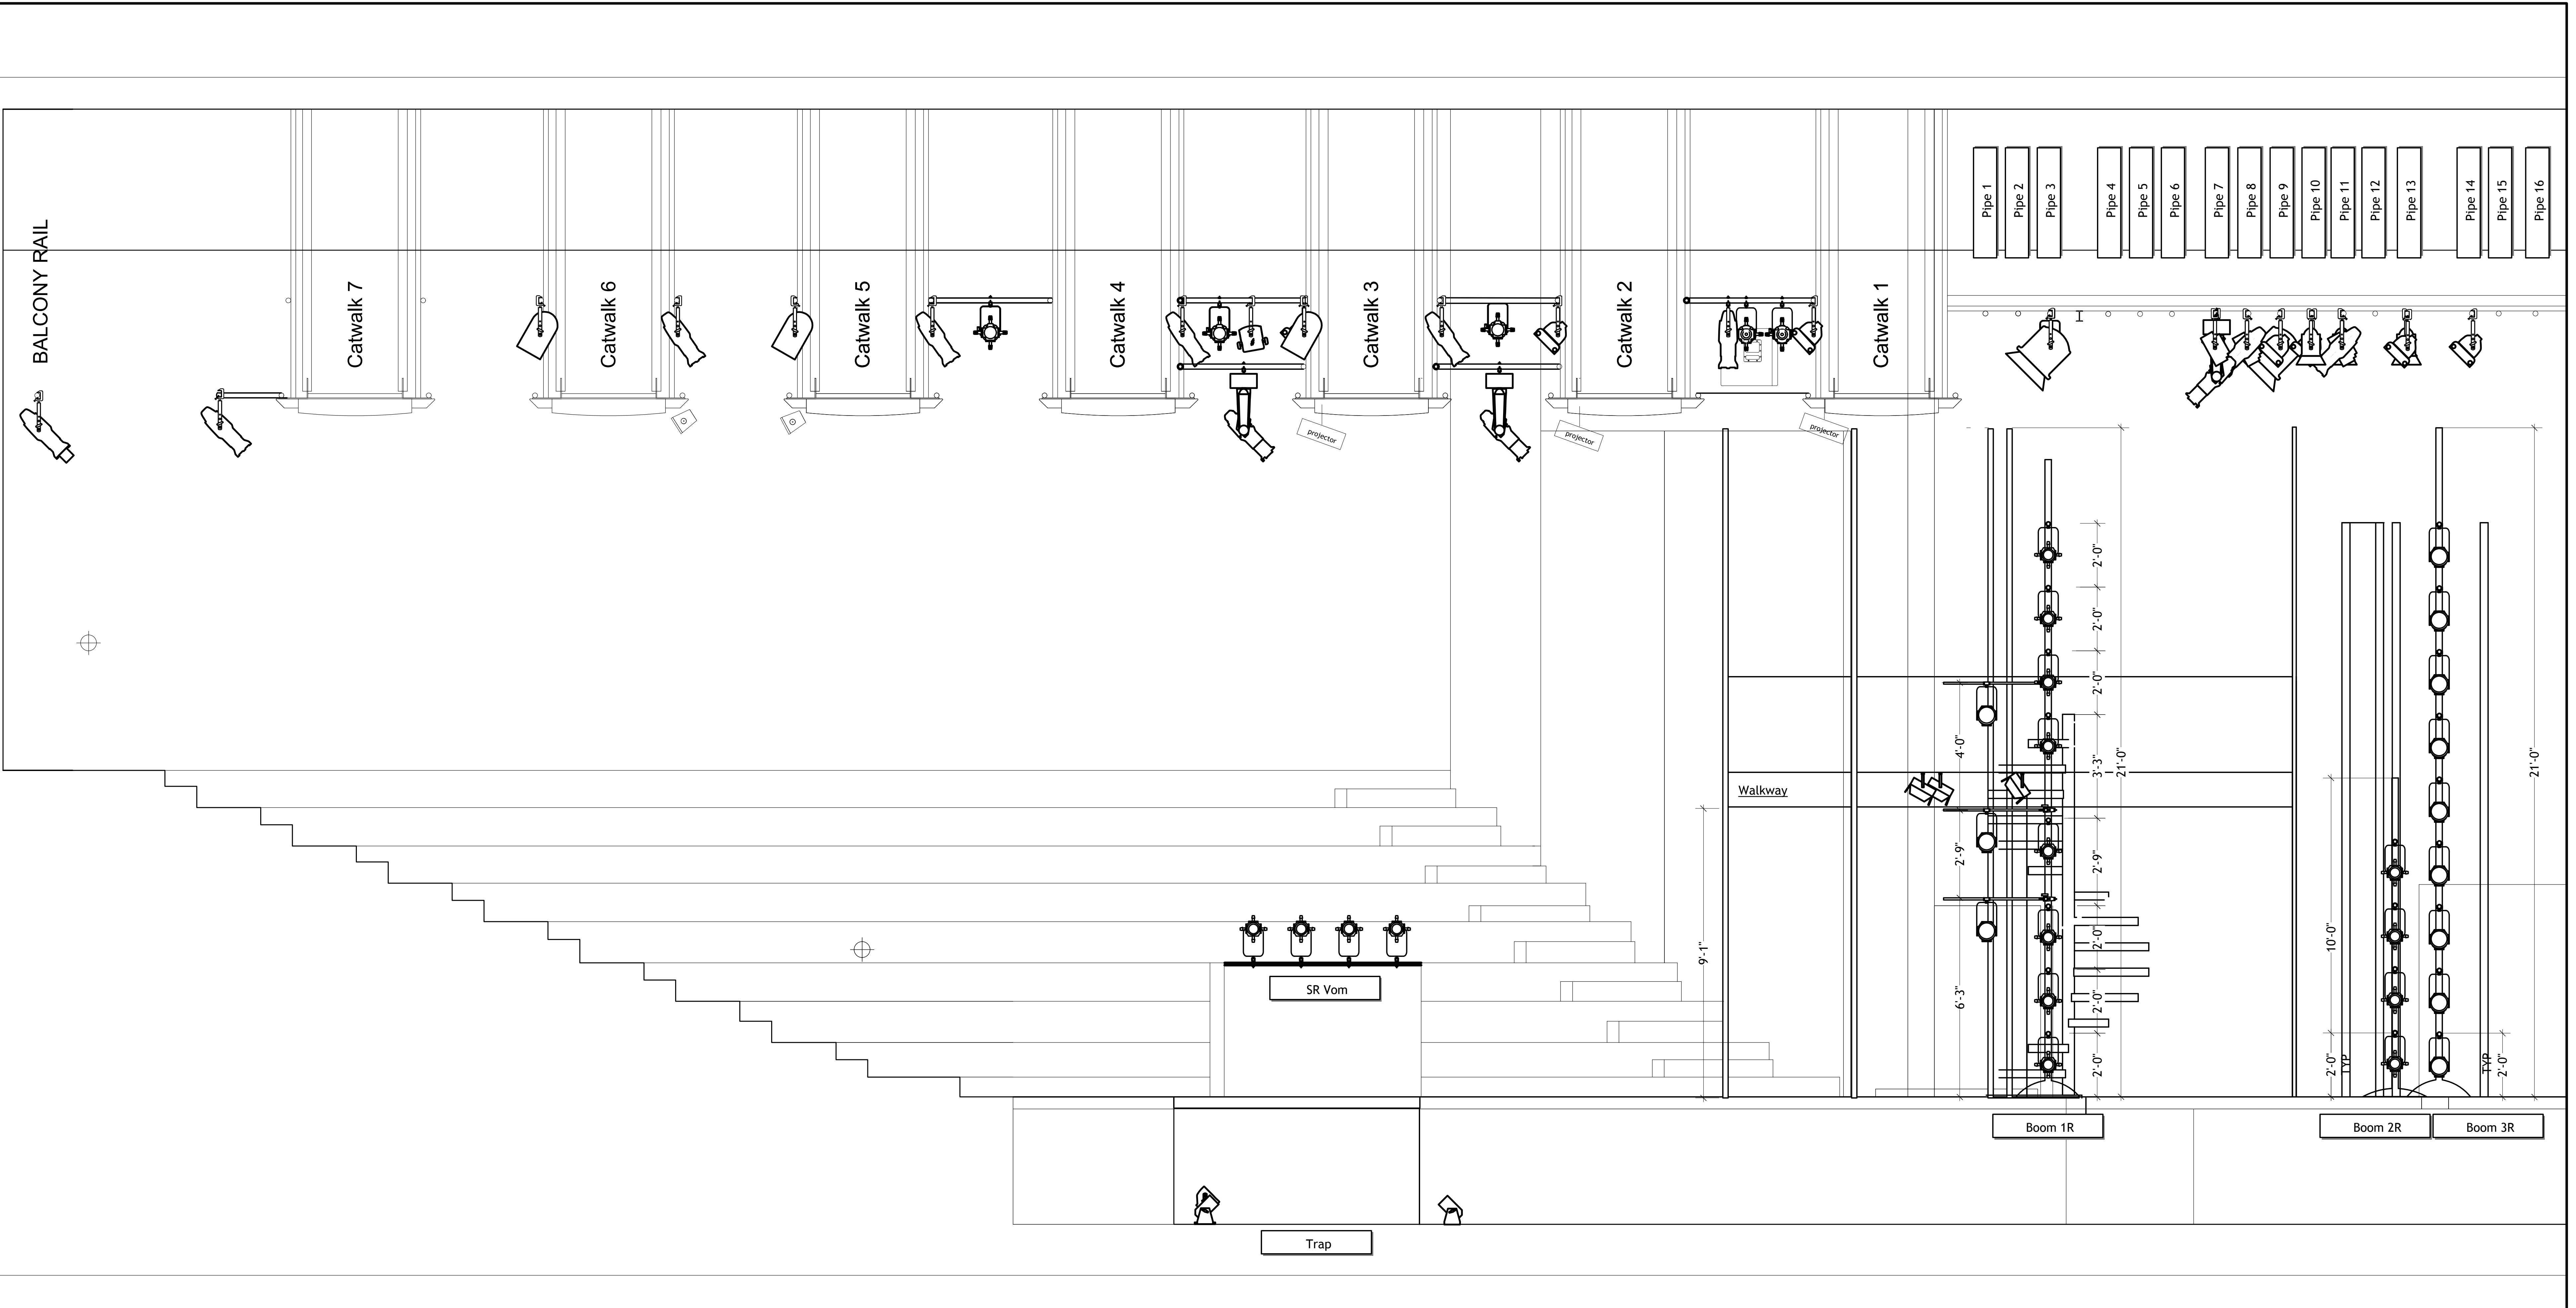 BALCONY RAIL
Catwalk 7
Catwalk 6
Catwalk 5
Catwalk 4
Catwalk 3
Catwalk 2
Catwalk 1
Pipe 1
Pipe 2
Pipe 3
Pipe 4
Pipe 5
Pipe 6
Pipe 7
Pipe 8
Pipe 9
Pipe 10
Pipe 11
Pipe 12
Pipe 13
Pipe 14
Pipe 15
Pipe 16
projector
projector
projector
Walkway
9'-1"
4'-0"
2'-9"
6'-3"
2'-0"
2'-0"
2'-0"
3'-3"
2'-9"
2'-0"
2'-0"
2'-0"
21'-0"
10'-0"
2'-0"
TYP
21'-0"
TYP
2'-0"
SR Vom
Boom 1R
Boom 2R
Boom 3R
Trap